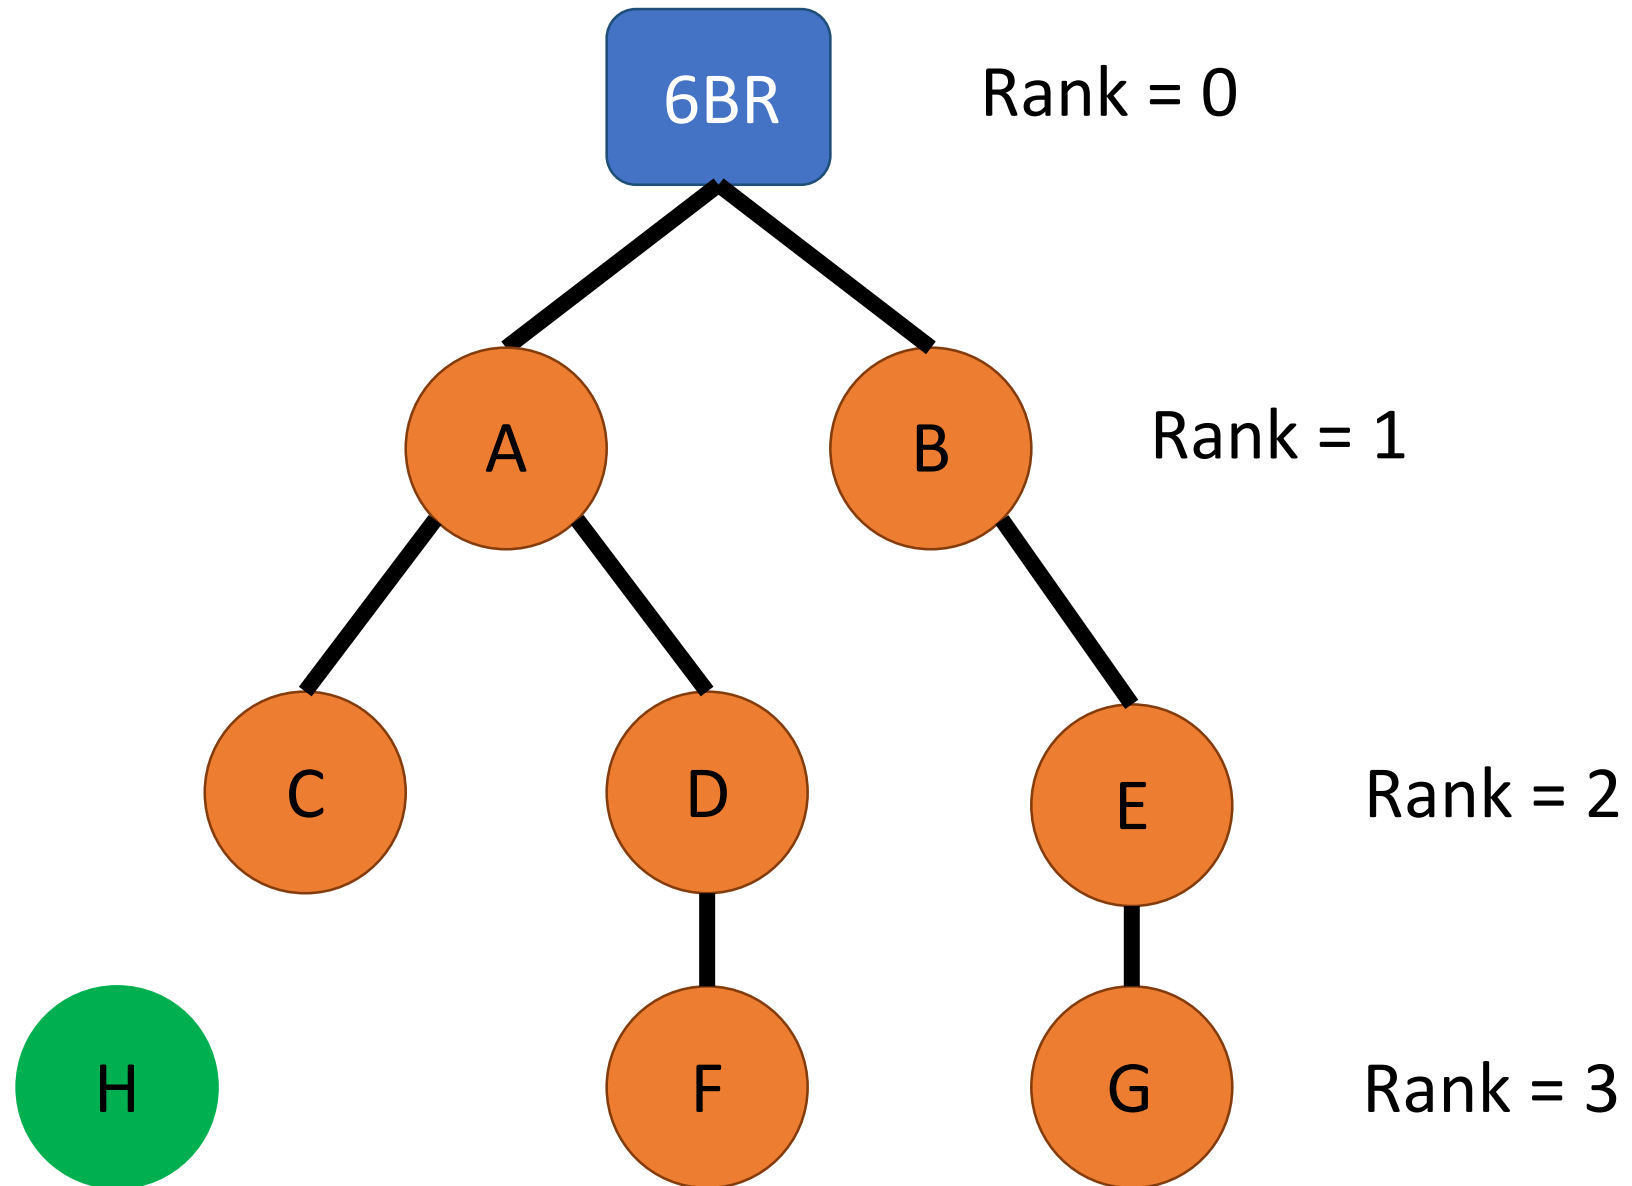 6BR
Rank = 0
A
B
Rank = 1
C
D
E
Rank = 2
H
F
G
Rank = 3